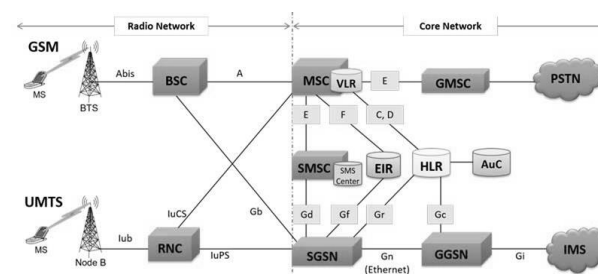 Radio Network
Core Network
GSM
MS
BTS
Abis
BSC
A
MSC
VLR
E
GMSC
PSTN
E
F
C, D
SMSC
SMS
Center
EIR
HLR
AuC
UMTS
MS
Node B
Iub
RNC
IuCS
IuPS
Gb
Gd
Gf
Gr
Gc
SGSN
Gn
(Ethernet)
GGSN
Gi
IMS